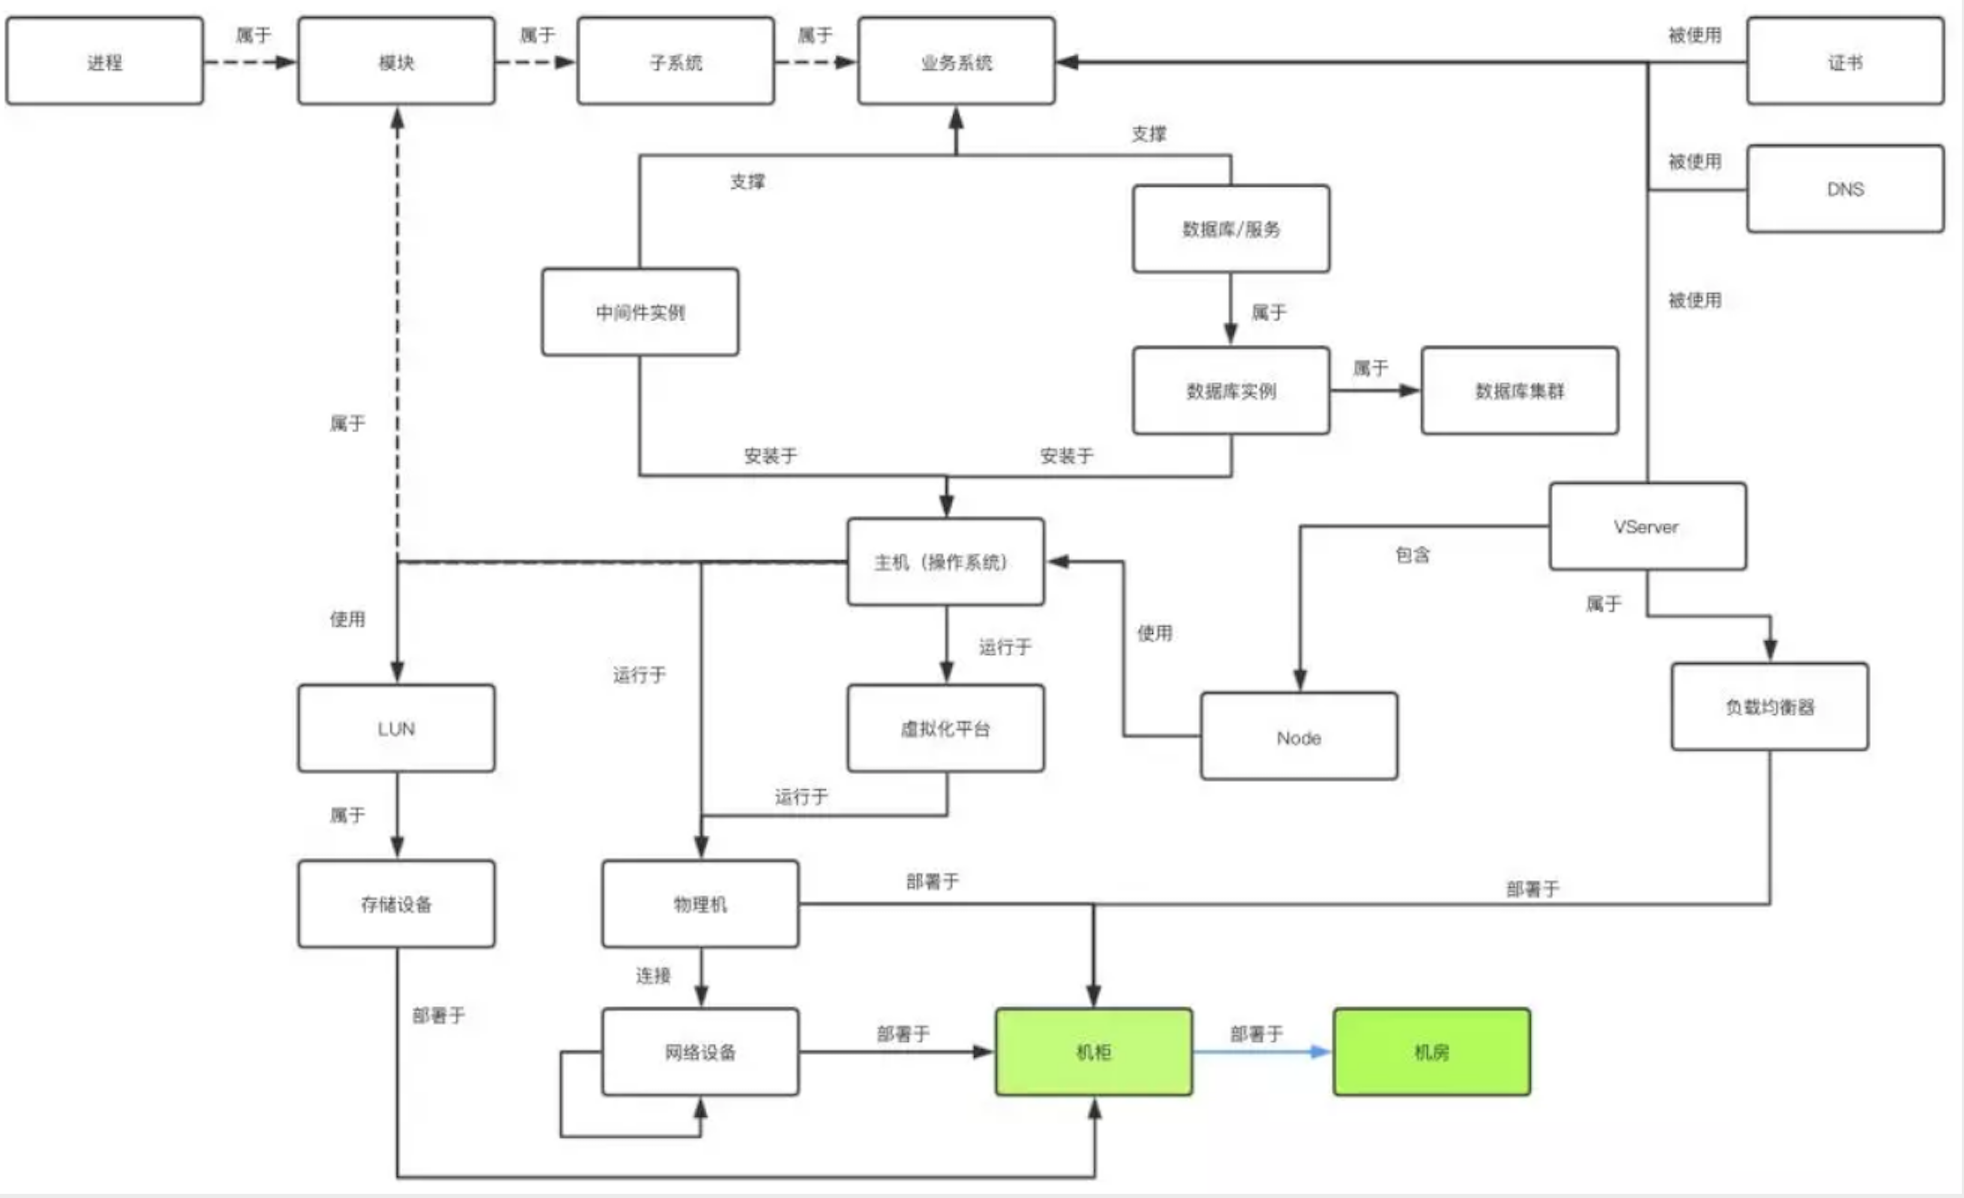 属于
属于
属于
被使用
进程
模块
子系统
业务系统
证书
支撑
被使用
支撑
DNS
数据库/服务
被使用
中间件实例
属于
属于
数据库实例
数据库集群
属于
安装于
安装于
VServer
包含
主机（操作系统）
属于
使用
使用
运行于
运行于
LUN
虚拟化平台
Node
负载均衡器
运行于
属于
部署于
部署于
存储设备
物理机
连接
部署于
部署于
部署于
网络设备
机柜
机房